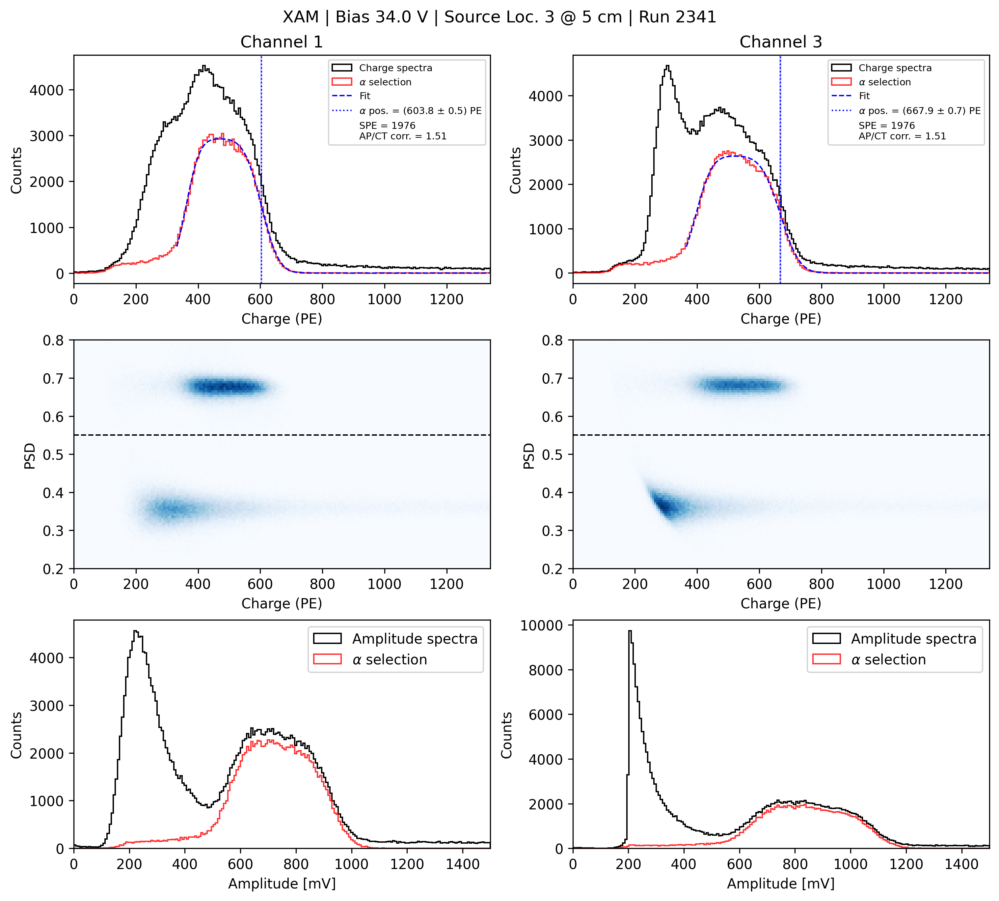 XAM | Bias 34.0 V | Source Loc. 3 @ 5 cm | Run 2341
Channel 1
Counts
4000
3000
2000
1000
0
Charge spectra
α selection
Fit
α pos. = (603.8 ± 0.5) PE
SPE = 1976
AP/CT corr. = 1.51
0 200 400 600 800 1000 1200
Charge (PE)
Channel 3
Counts
4000
3000
2000
1000
0
Charge spectra
α selection
Fit
α pos. = (667.9 ± 0.7) PE
SPE = 1976
AP/CT corr. = 1.51
0 200 400 600 800 1000 1200
Charge (PE)
PSD
0.8
0.7
0.6
0.5
0.4
0.3
0.2
0 200 400 600 800 1000 1200
Charge (PE)
PSD
0.8
0.7
0.6
0.5
0.4
0.3
0.2
0 200 400 600 800 1000 1200
Charge (PE)
Counts
4000
3000
2000
1000
0
Amplitude spectra
α selection
0 200 400 600 800 1000 1200 1400
Amplitude [mV]
Counts
10000
8000
6000
4000
2000
0
Amplitude spectra
α selection
0 200 400 600 800 1000 1200 1400
Amplitude [mV]